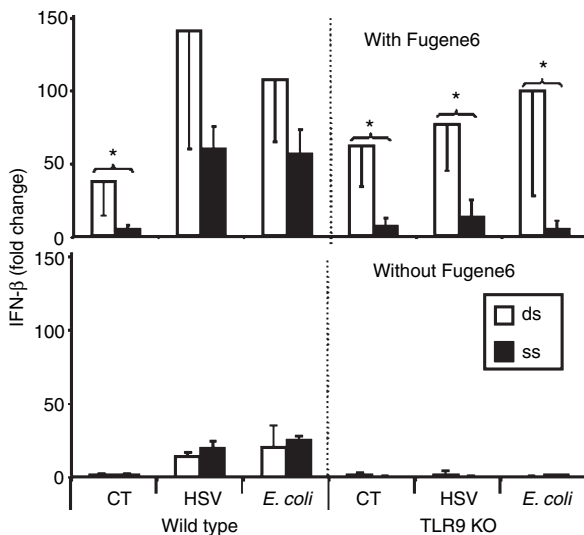 IFN-β (fold change)
150
100
50
0
With Fugene6
*
*
*
*
150
100
50
0
Without Fugene6
ds
ss
CT
HSV
E. coli
CT
HSV
E. coli
Wild type
TLR9 KO